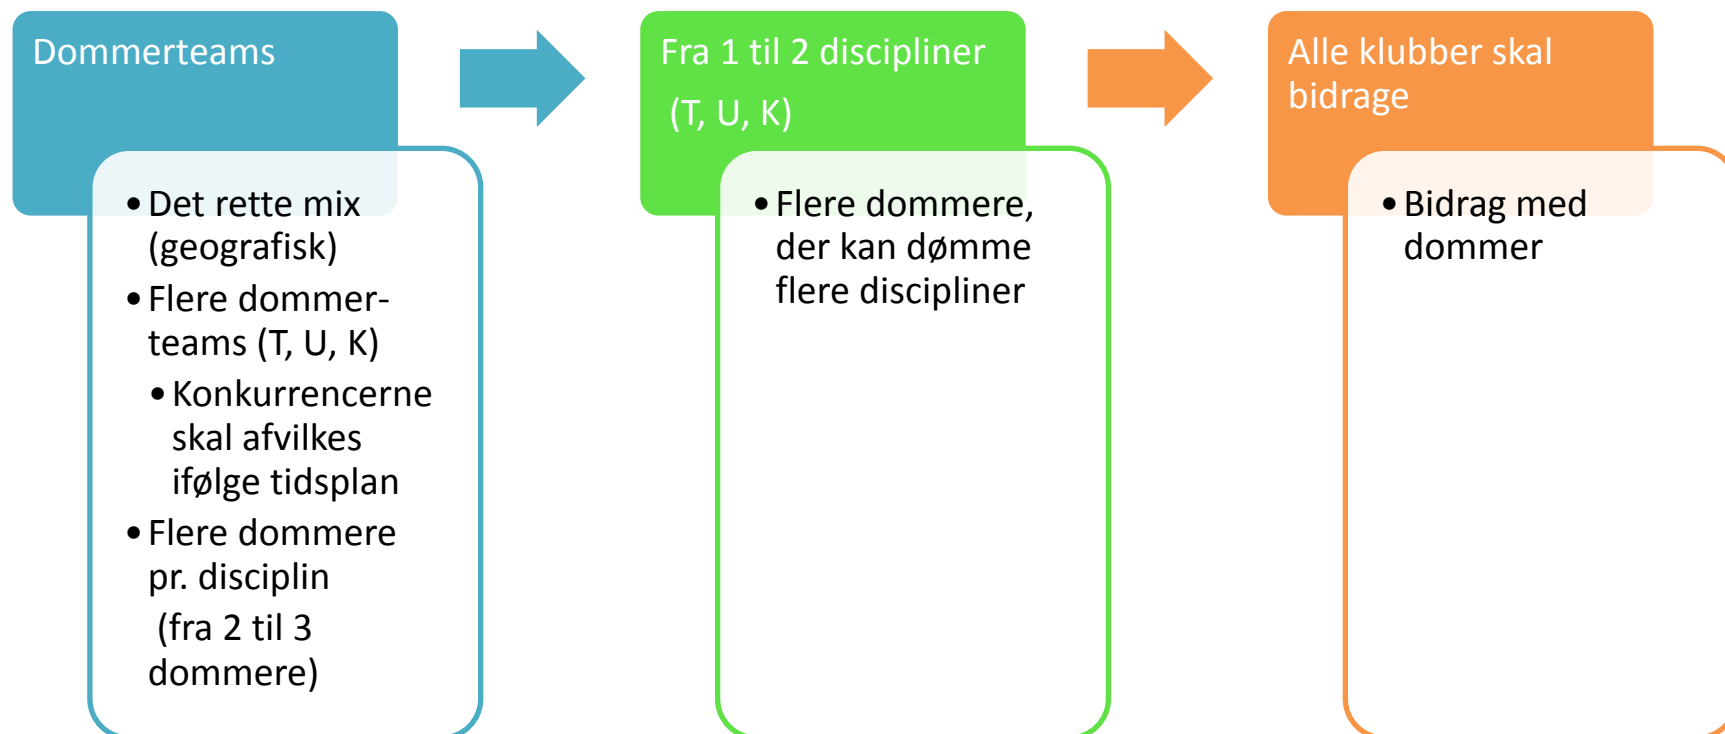 Dommerteams
•Det rette mix
(geografisk)
•Flere dommer-
teams (T, U, K)
•Konkurrencerne
skal afvilkes
ifølge tidsplan
•Flere dommere
pr. disciplin
(fra 2 til 3
dommere)
Fra 1 til 2 discipliner
(T, U, K)
•Flere dommere,
der kan dømme
flere discipliner
Alle klubber skal
bidrage
•Bidrag med
dommer